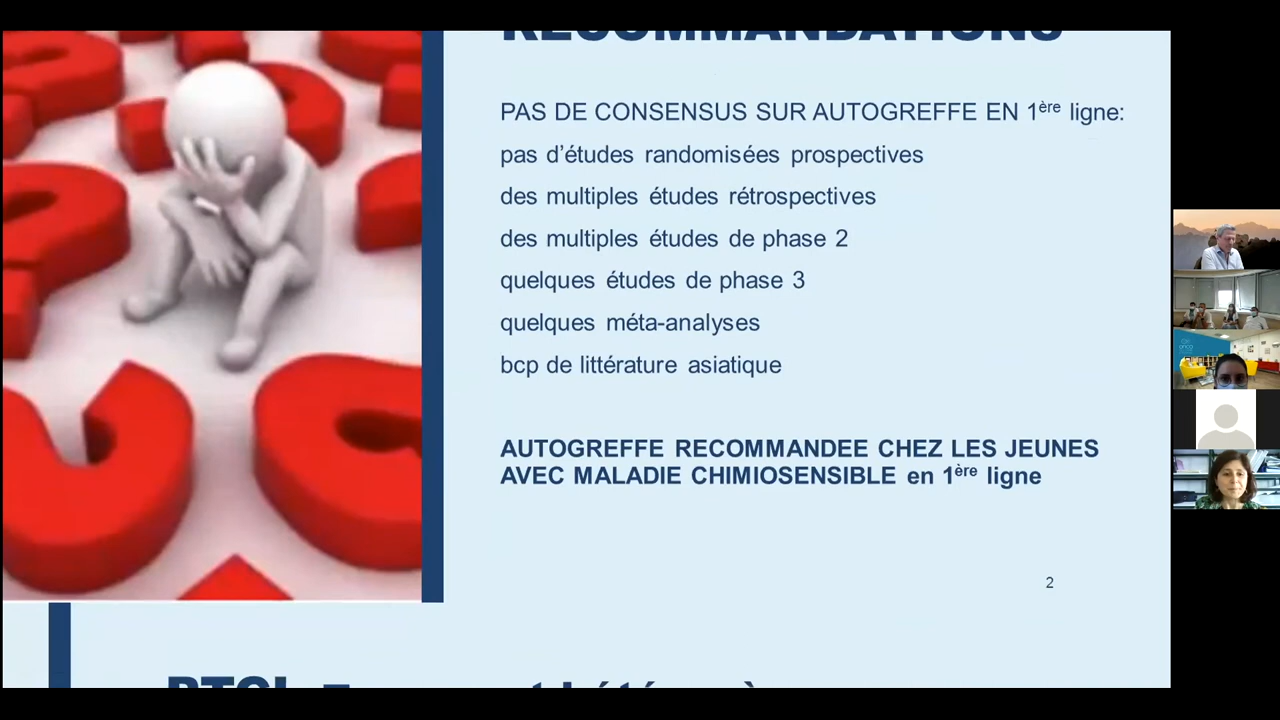 RECOMMANDATIONS
PAS DE CONSENSUS SUR AUTOGREFFE EN 1ère ligne:
pas d’études randomisées prospectives
des multiples études rétrospectives
des multiples études de phase 2
quelques études de phase 3
quelques méta-analyses
bcp de littérature asiatique
AUTOGREFFE RECOMMANDEE CHEZ LES JEUNES
AVEC MALADIE CHIMIOSENSIBLE en 1ère ligne
2